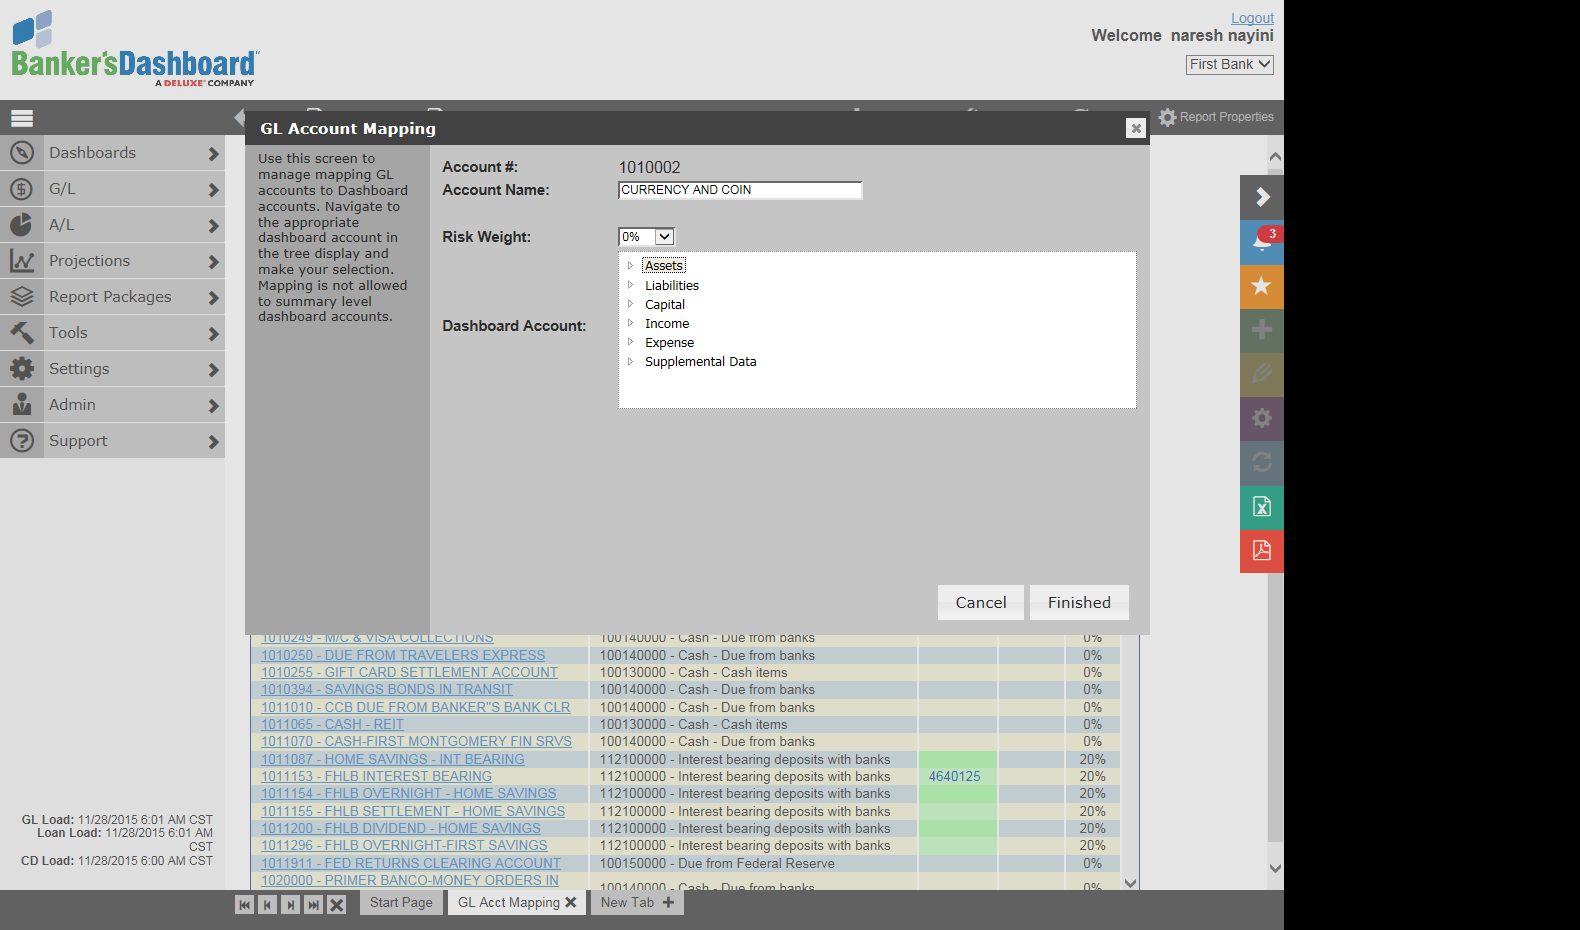 Logout
Welcome naresh nayini
First Bank
Banker'sDashboard
A DELUXE COMPANY
Report Properties
GL Account Mapping
Dashboards
G/L
A/L
Projections
Report Packages
Tools
Settings
Admin
Support
Use this screen to
manage mapping GL
accounts to Dashboard
accounts. Navigate to
the appropriate
dashboard account in
the tree display and
make your selection.
Mapping is not allowed
to summary level
dashboard accounts.
Account #: 1010002
Account Name: CURRENCY AND COIN
Risk Weight: 0%
Dashboard Account:
Assets
Liabilities
Capital
Income
Expense
Supplemental Data
3
Cancel Finished
1010249 - M/C & VISA COLLECTIONS 100140000 - Cash - Due from banks 0%
1010250 - DUE FROM TRAVELERS EXPRESS 100140000 - Cash - Due from banks 0%
1010255 - GIFT CARD SETTLEMENT ACCOUNT 100130000 - Cash - Cash items 0%
1010394 - SAVINGS BONDS IN TRANSIT 100140000 - Cash - Due from banks 0%
1011010 - CCB DUE FROM BANKER"S BANK CLR 100140000 - Cash - Due from banks 0%
1011065 - CASH - REIT 100130000 - Cash - Cash items 0%
1011070 - CASH-FIRST MONTGOMERY FIN SRVS 100140000 - Cash - Due from banks 0%
1011087 - HOME SAVINGS - INT BEARING 112100000 - Interest bearing deposits with banks 20%
1011153 - FHLB INTEREST BEARING 112100000 - Interest bearing deposits with banks 4640125 20%
1011154 - FHLB OVERNIGHT - HOME SAVINGS 112100000 - Interest bearing deposits with banks 20%
1011155 - FHLB SETTLEMENT - HOME SAVINGS 112100000 - Interest bearing deposits with banks 20%
1011200 - FHLB DIVIDEND - HOME SAVINGS 112100000 - Interest bearing deposits with banks 20%
1011296 - FHLB OVERNIGHT-FIRST SAVINGS 112100000 - Interest bearing deposits with banks 20%
1011911 - FED RETURNS CLEARING ACCOUNT 100150000 - Due from Federal Reserve 0%
1020000 - PRIMER BANCO-MONEY ORDERS IN 100140000 - Cash - Due from banks 0%
GL Load: 11/28/2015 6:01 AM CST
Loan Load: 11/28/2015 6:01 AM
CST
CD Load: 11/28/2015 6:00 AM CST
Start Page GL Acct Mapping New Tab